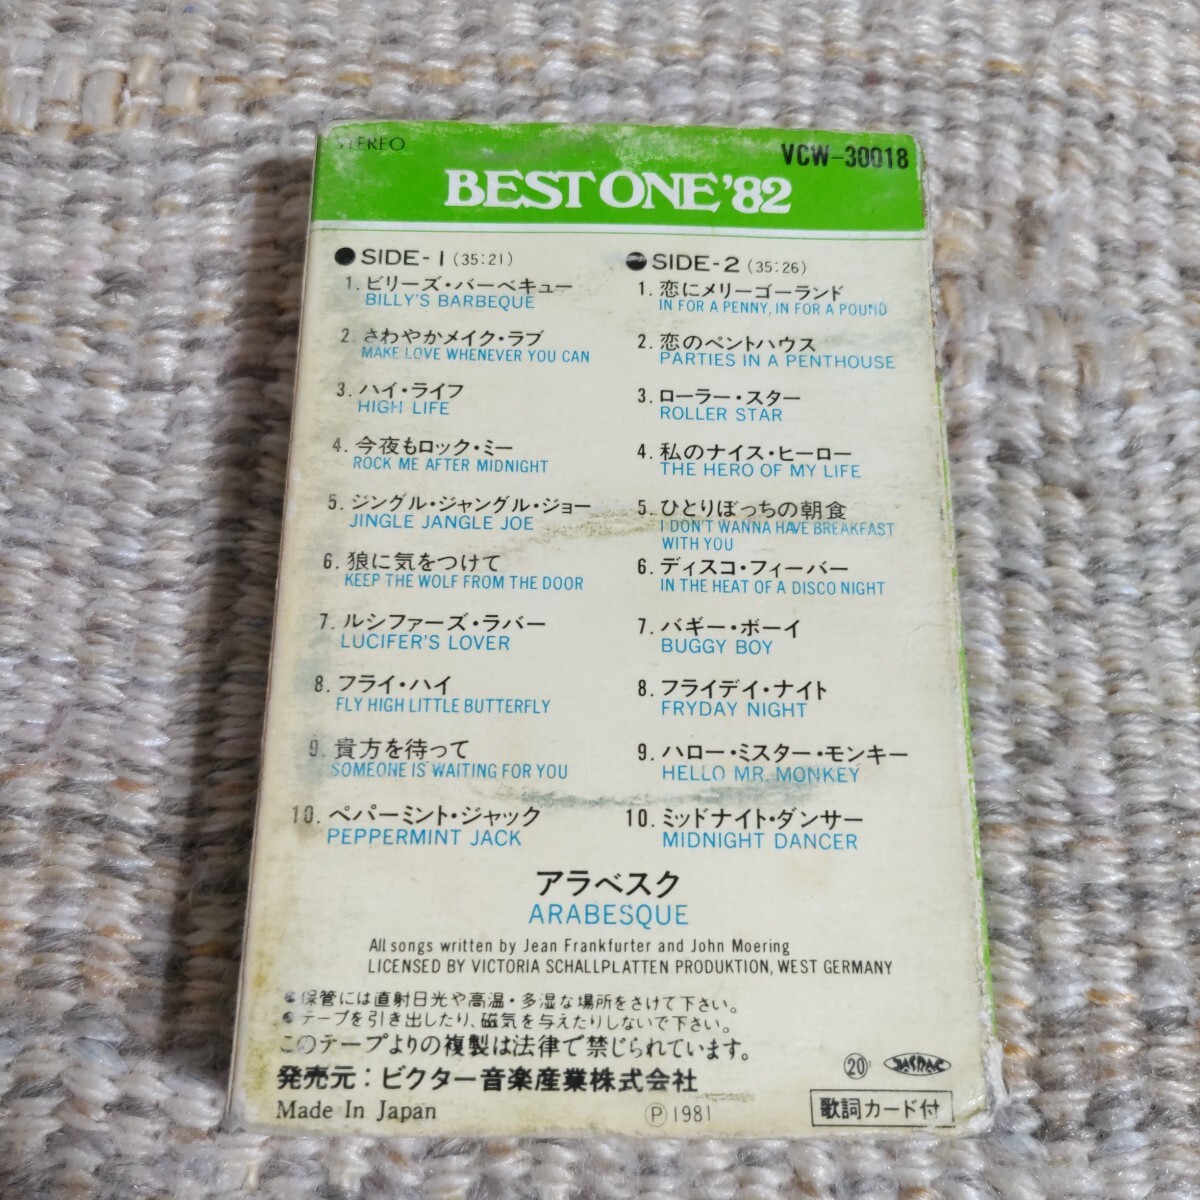 STEREO
VCW-30018
BEST ONE '82
●SIDE-1 (35:21)
1. ビリーズ・バーベキュー
BILLY'S BARBEQUE
2. さわやかメイク・ラブ
MAKE LOVE WHENEVER YOU CAN
3. ハイ・ライフ
HIGH LIFE
4. 今夜もロック・ミー
ROCK ME AFTER MIDNIGHT
5. ジングル・ジャングル・ジョー
JINGLE JANGLE JOE
6. 狼に気をつけて
KEEP THE WOLF FROM THE DOOR
7. ルシファーズ・ラバー
LUCIFER'S LOVER
8. フライ・ハイ
FLY HIGH LITTLE BUTTERFLY
9. 貴方を待って
SOMEONE IS WAITING FOR YOU
10. ペパーミント・ジャック
PEPPERMINT JACK
●SIDE-2 (35:26)
1. 恋にメリーゴーランド
IN FOR A PENNY, IN FOR A POUND
2. 恋のペントハウス
PARTIES IN A PENTHOUSE
3. ローラー・スター
ROLLER STAR
4. 私のナイス・ヒーロー
THE HERO OF MY LIFE
5. ひとりぼっちの朝食
I DON'T WANNA HAVE BREAKFAST
WITH YOU
6. ディスコ・フィーバー
IN THE HEAT OF A DISCO NIGHT
7. バギー・ボーイ
BUGGY BOY
8. フライデイ・ナイト
FRYDAY NIGHT
9. ハロー・ミスター・モンキー
HELLO MR. MONKEY
10. ミッドナイト・ダンサー
MIDNIGHT DANCER
アラベスク
ARABESQUE
All songs written by Jean Frankfurter and John Moering
LICENSED BY VICTORIA SCHALLPLATTEN PRODUKTION, WEST GERMANY
●保管には直射日光や高温・多湿な場所をさけて下さい。
●テープを引き出したり、磁気を与えたりしないで下さい。
このテープよりの複製は法律で禁じられています。
発売元：ビクター音楽産業株式会社
⑳ JASRAC
Made In Japan
Ⓟ 1981
歌詞カード付